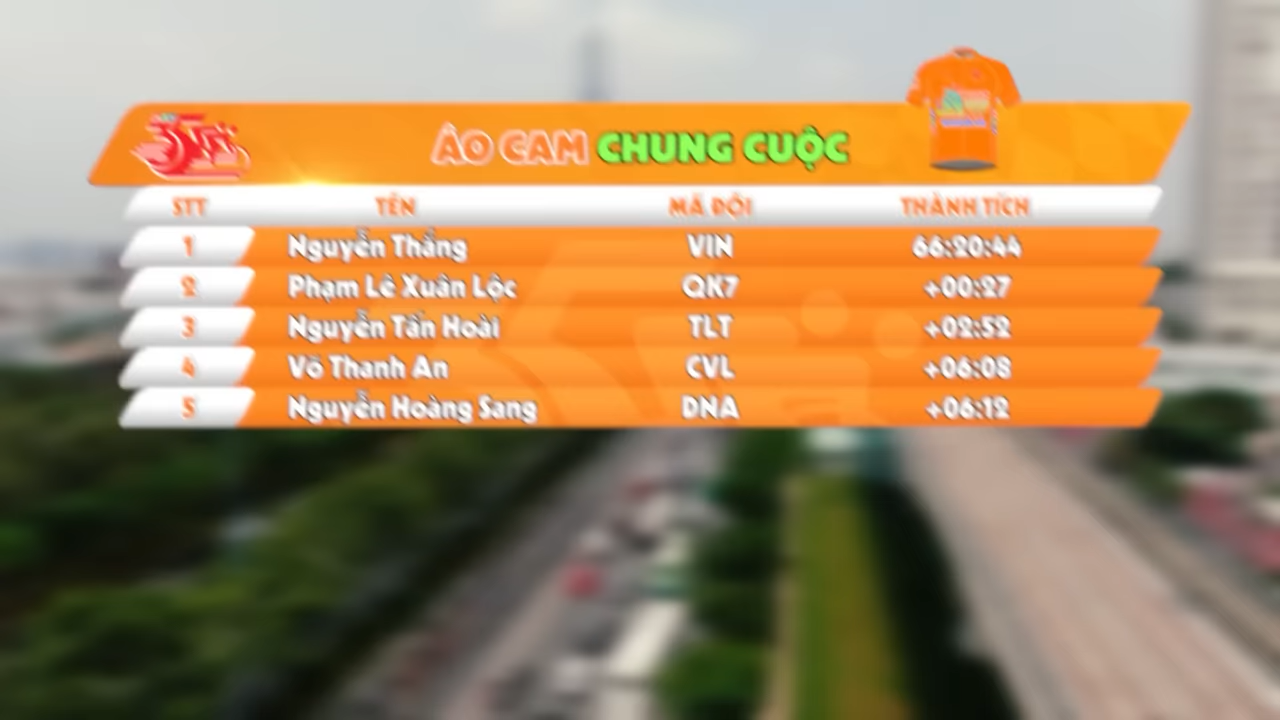 ÁO CAM CHUNG CUỘC
STT TÊN MÃ ĐỘI THÀNH TÍCH
1 Nguyễn Thắng VIN 66:20:44
2 Phạm Lê Xuân Lộc QK7 +00:27
3 Nguyễn Tấn Hoài TLT +02:52
4 Võ Thanh An CVL +06:08
5 Nguyễn Hoàng Sang DNA +06:12